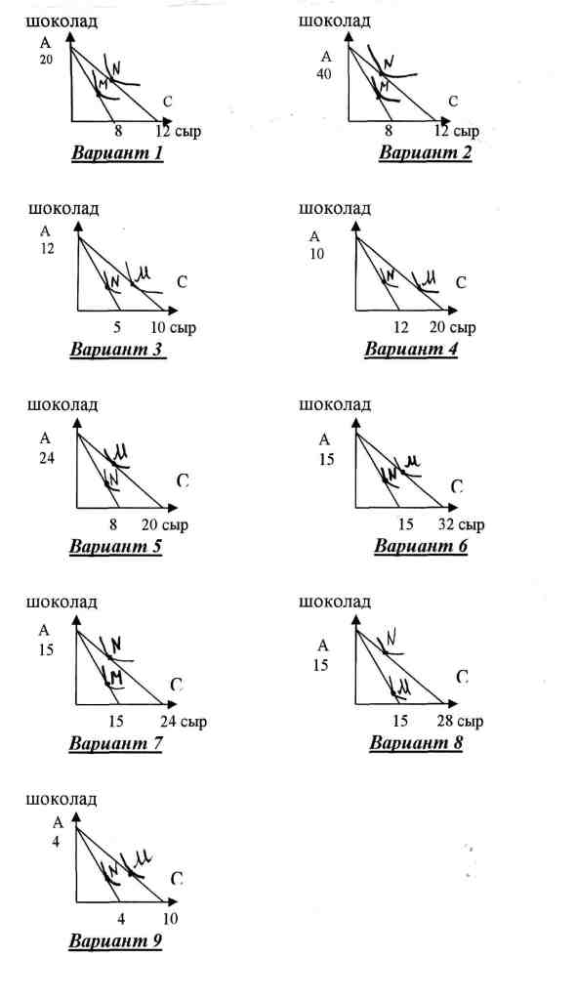 шоколад
A
20
N
M
C
8 12 сыр
Вариант 1
шоколад
A
40
N
M
C
8 12 сыр
Вариант 2
шоколад
A
12
N M
C
5 10 сыр
Вариант 3
шоколад
A
10
N M
C
12 20 сыр
Вариант 4
шоколад
A
24
M
N
C
8 20 сыр
Вариант 5
шоколад
A
15
M
N
C
15 32 сыр
Вариант 6
шоколад
A
15
N
M
C
15 24 сыр
Вариант 7
шоколад
A
15
N
M
C
15 28 сыр
Вариант 8
шоколад
A
4
N M
C
4 10
Вариант 9